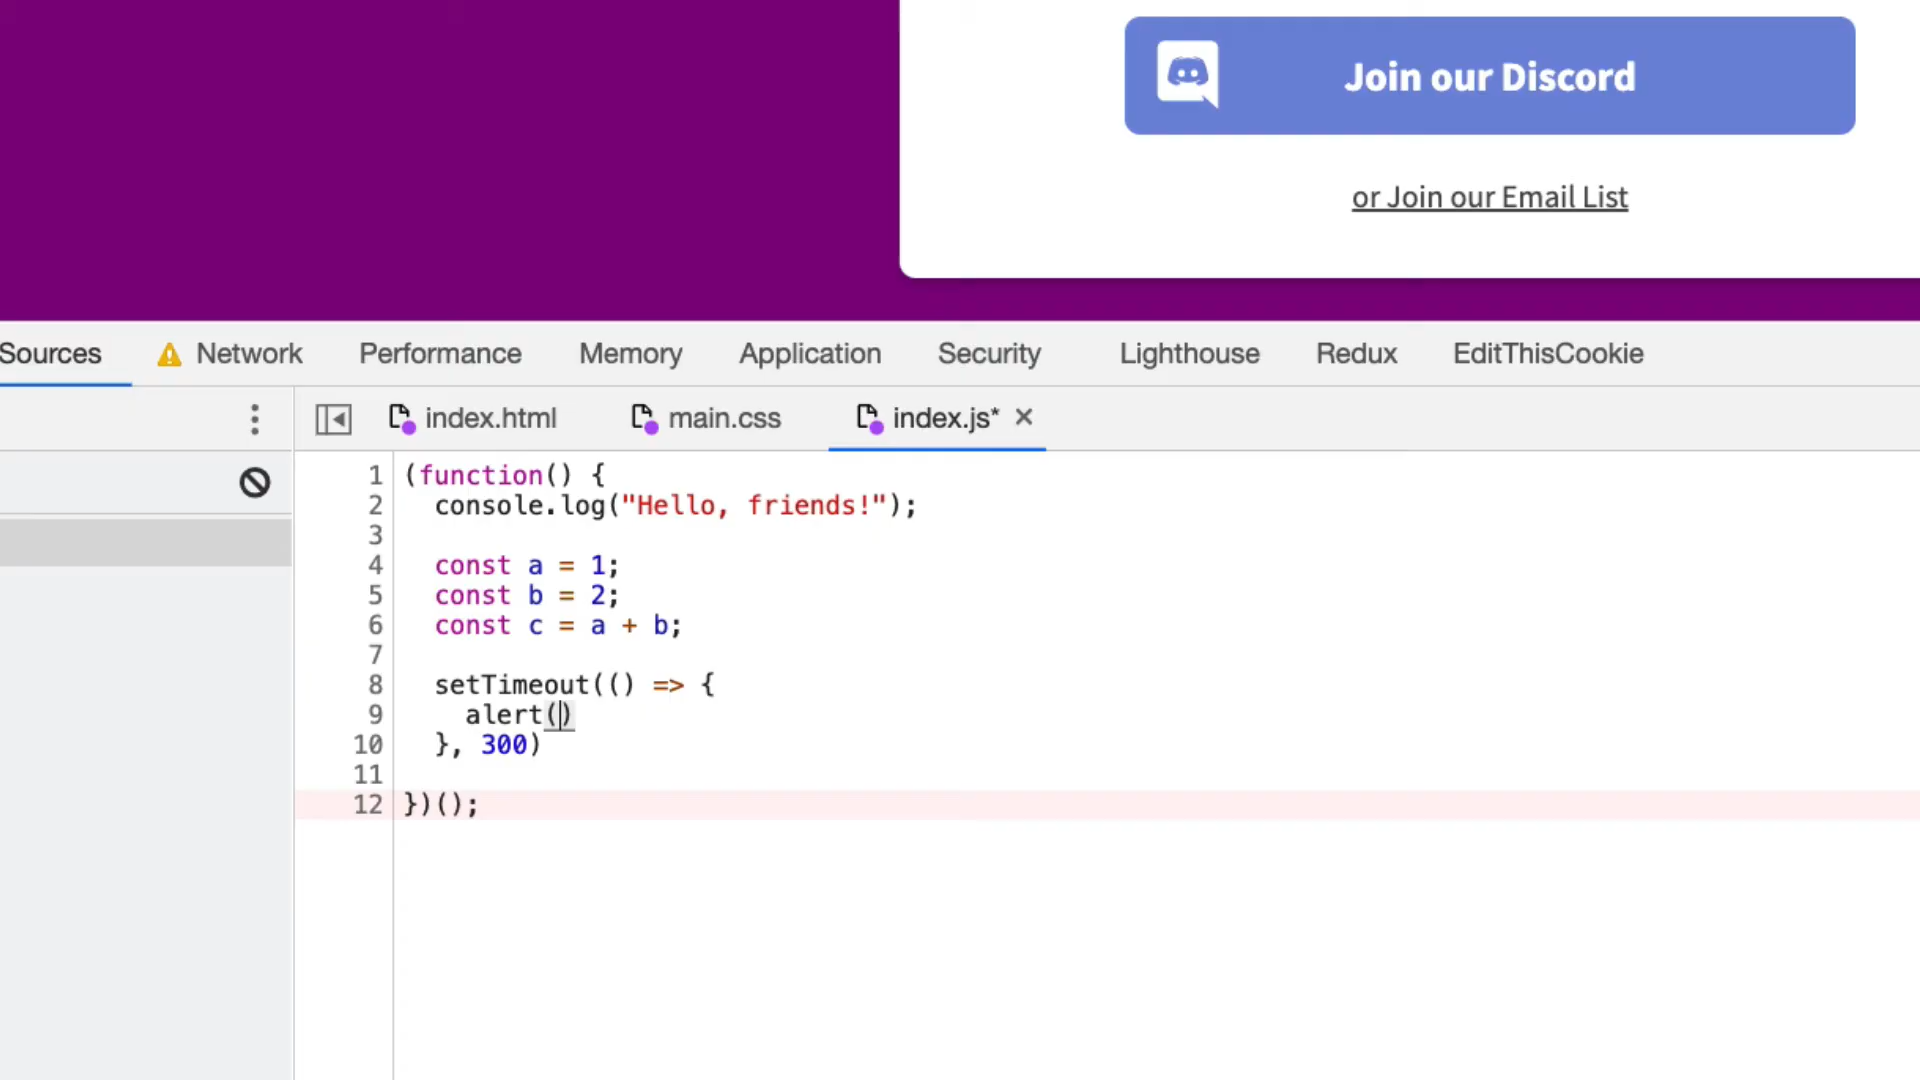 Join our Discord
or Join our Email List
Sources Network Performance Memory Application Security Lighthouse Redux EditThisCookie
index.html main.css index.js* ×
1 (function() {
2 console.log("Hello, friends!");
3
4 const a = 1;
5 const b = 2;
6 const c = a + b;
7
8 setTimeout(() => {
9 alert()
10 }, 300)
11
12 })();